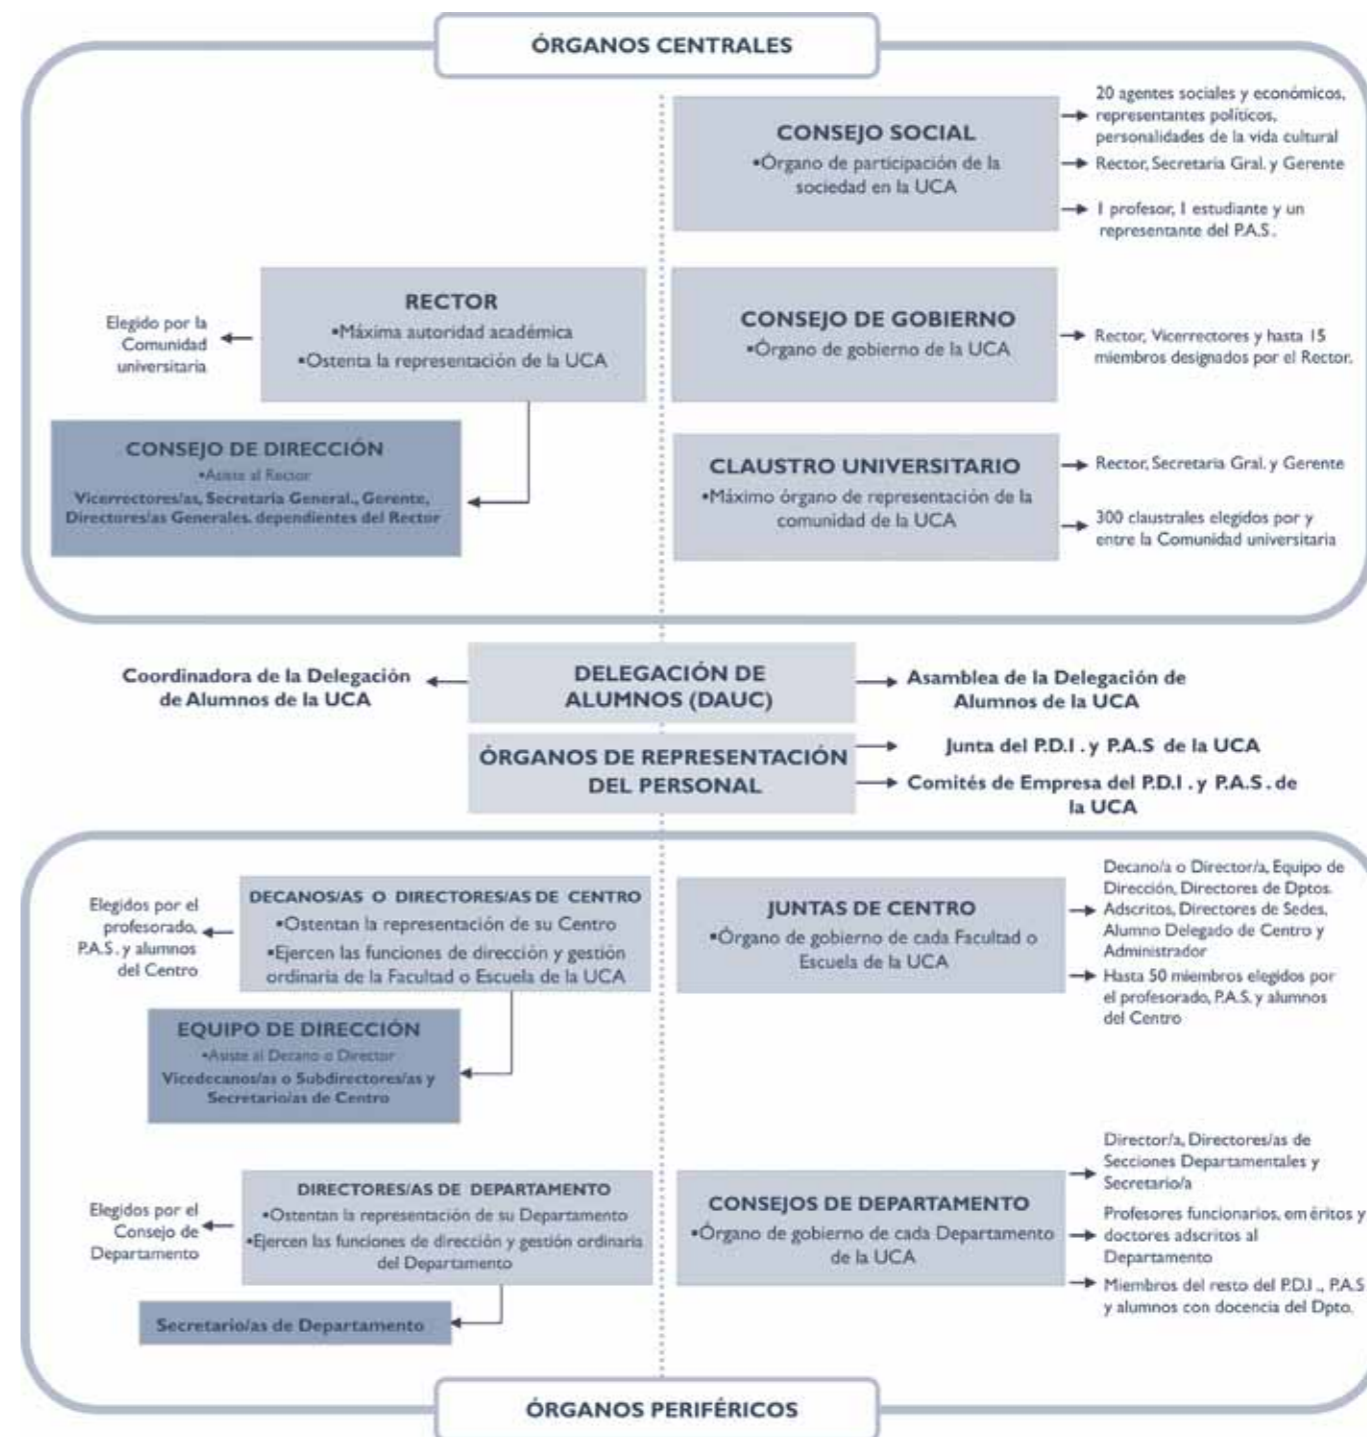 ÓRGANOS CENTRALES
CONSEJO SOCIAL
•Órgano de participación de la
sociedad en la UCA
20 agentes sociales y económicos,
representantes políticos,
personalidades de la vida cultural
Rector, Secretaria Gral. y Gerente
1 profesor, 1 estudiante y un
representante del P.A.S.
RECTOR
•Máxima autoridad académica
•Ostenta la representación de la UCA
Elegido por la
Comunidad
universitaria
CONSEJO DE GOBIERNO
•Órgano de gobierno de la UCA
Rector, Vicerrectores y hasta 15
miembros designados por el Rector.
CONSEJO DE DIRECCIÓN
•Asiste al Rector
Vicerrectores/as, Secretaria General., Gerente,
Directores/as Generales. dependientes del Rector
CLAUSTRO UNIVERSITARIO
•Máximo órgano de representación de la
comunidad de la UCA
Rector, Secretaria Gral. y Gerente
300 claustrales elegidos por y
entre la Comunidad universitaria
Coordinadora de la Delegación
de Alumnos de la UCA
DELEGACIÓN DE
ALUMNOS (DAUC)
Asamblea de la Delegación de
Alumnos de la UCA
ÓRGANOS DE REPRESENTACIÓN
DEL PERSONAL
Junta del P.D.I. y P.A.S de la UCA
Comités de Empresa del P.D.I. y P.A.S. de
la UCA
Elegidos por el
profesorado,
P.A.S. y alumnos
del Centro
DECANOS/AS O DIRECTORES/AS DE CENTRO
•Ostentan la representación de su Centro
•Ejercen las funciones de dirección y gestión
ordinaria de la Facultad o Escuela de la UCA
JUNTAS DE CENTRO
•Órgano de gobierno de cada Facultad o
Escuela de la UCA
Decano/a o Director/a, Equipo de
Dirección, Directores de Dptos.
Adscritos, Directores de Sedes,
Alumno Delegado de Centro y
Administrador
Hasta 50 miembros elegidos por
el profesorado, P.A.S. y alumnos
del Centro
EQUIPO DE DIRECCIÓN
•Asiste al Decano o Director
Vicedecanos/as o Subdirectores/as y
Secretario/as de Centro
Elegidos por el
Consejo de
Departamento
DIRECTORES/AS DE DEPARTAMENTO
•Ostentan la representación de su Departamento
•Ejercen las funciones de dirección y gestión ordinaria
del Departamento
CONSEJOS DE DEPARTAMENTO
•Órgano de gobierno de cada Departamento
de la UCA
Director/a, Directores/as de
Secciones Departamentales y
Secretario/a
Profesores funcionarios, em éritos y
doctores adscritos al
Departamento
Miembros del resto del P.D.I ., P.A.S
y alumnos con docencia del Dpto.
Secretario/as de Departamento
ÓRGANOS PERIFÉRICOS